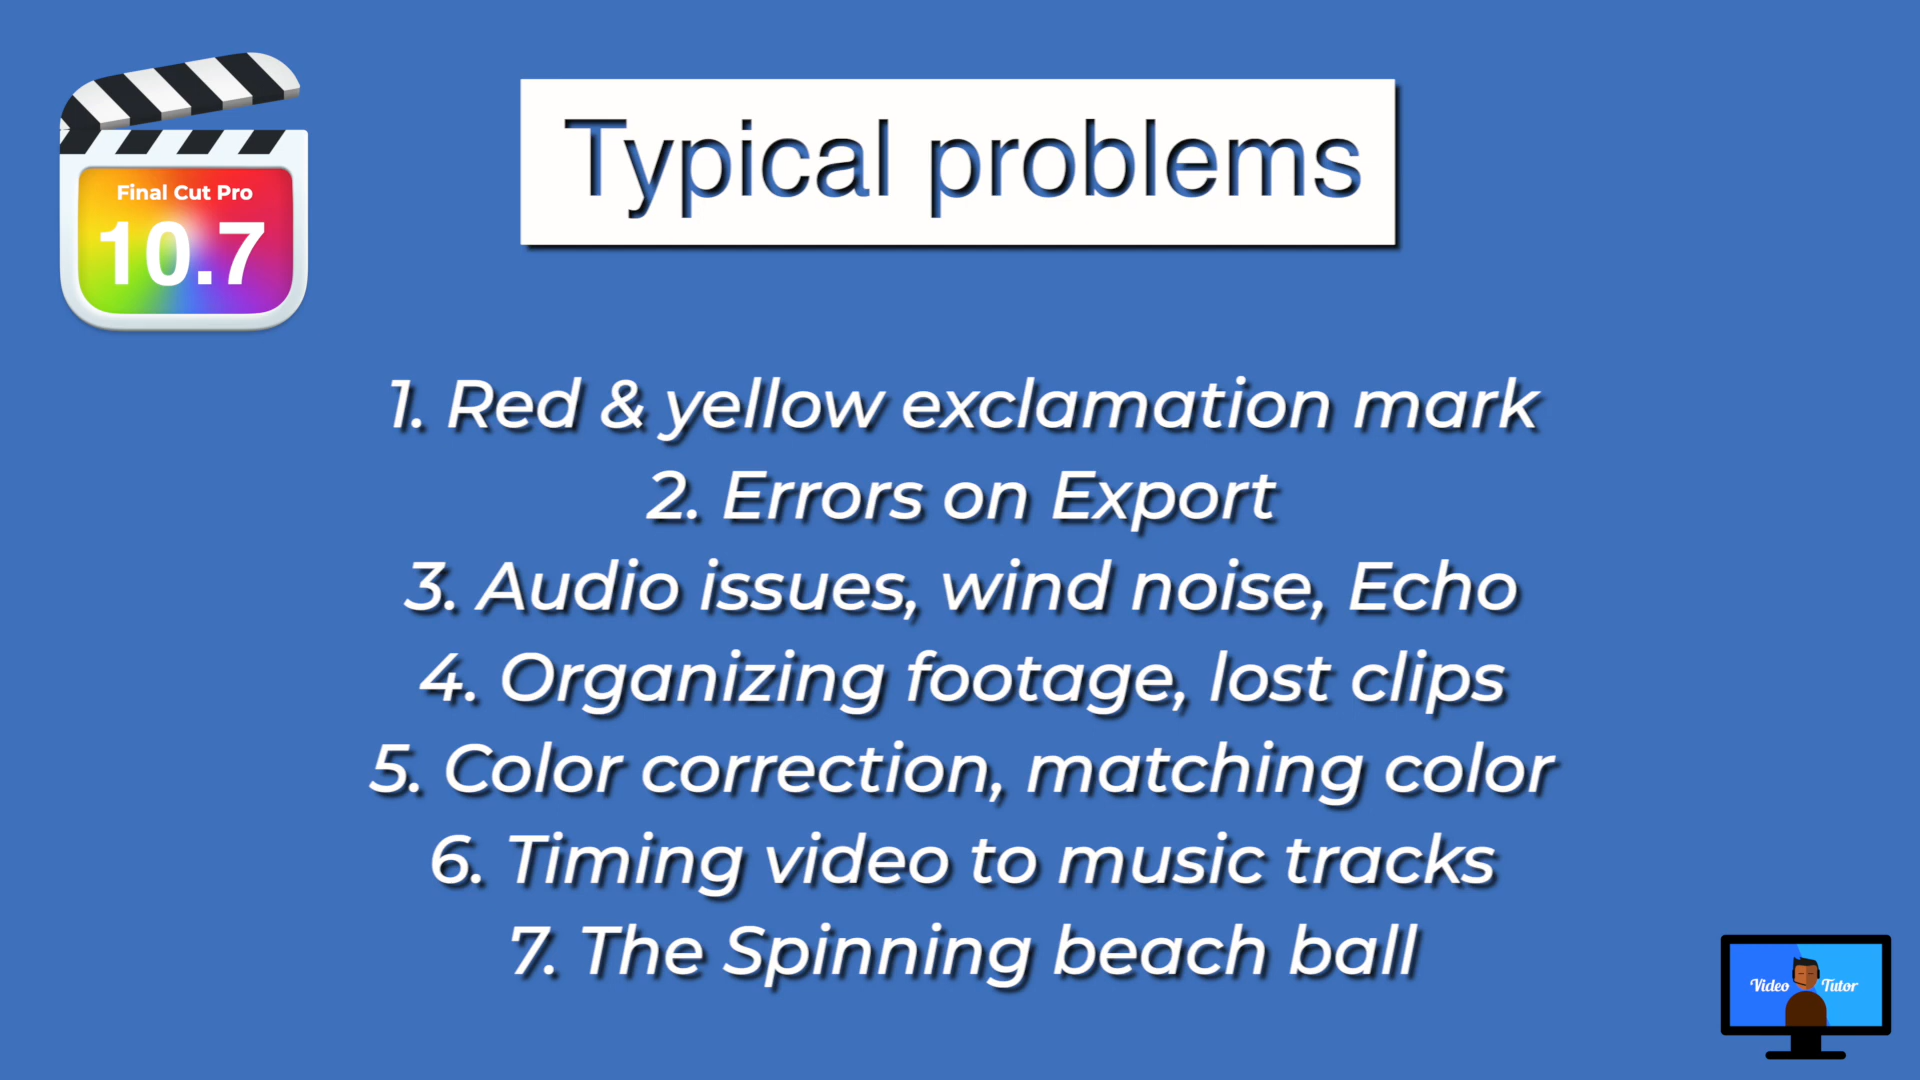 Final Cut Pro
10.7
Typical problems
1. Red & yellow exclamation mark
2. Errors on Export
3. Audio issues, wind noise, Echo
4. Organizing footage, lost clips
5. Color correction, matching color
6. Timing video to music tracks
7. The Spinning beach ball
Video Tutor